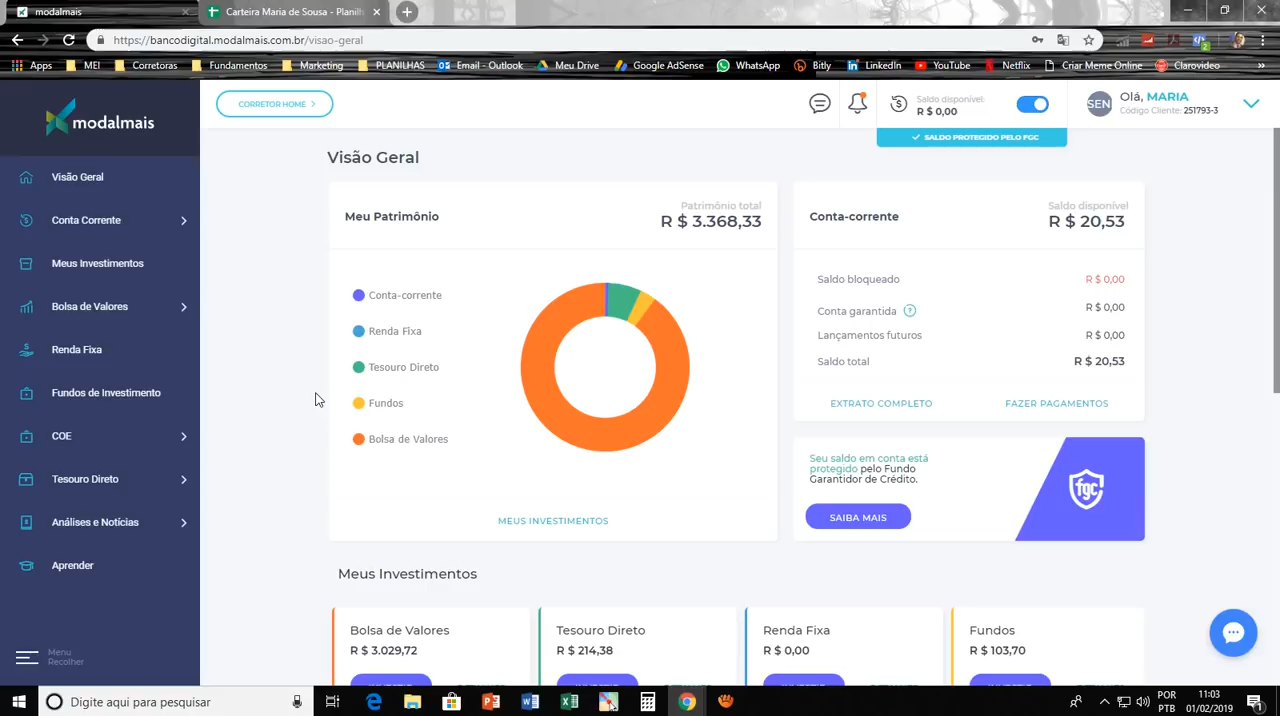 modalmais
Carteira Maria de Sousa - Planilh
https://bancodigital.modalmais.com.br/visao-geral
Apps
MEI
Corretoras
Fundamentos
Marketing
PLANILHAS
Email - Outlook
Meu Drive
Google AdSense
WhatsApp
Bitly
LinkedIn
YouTube
Netflix
Criar Meme Online
Clarovideo
»
modalmais
CORRETOR HOME
Saldo disponível:
R $ 0,00
SEN
Olá, MARIA
Código Cliente: 251793-3
SALDO PROTEGIDO PELO FGC
Visão Geral
Conta Corrente
Meus Investimentos
Bolsa de Valores
Renda Fixa
Fundos de Investimento
COE
Tesouro Direto
Análises e Notícias
Aprender
Menu
Recolher
Visão Geral
Meu Patrimônio
Patrimônio total
R $ 3.368,33
Conta-corrente
Renda Fixa
Tesouro Direto
Fundos
Bolsa de Valores
MEUS INVESTIMENTOS
Conta-corrente
Saldo disponível
R $ 20,53
Saldo bloqueado R $ 0,00
Conta garantida ? R $ 0,00
Lançamentos futuros R $ 0,00
Saldo total R $ 20,53
EXTRATO COMPLETO
FAZER PAGAMENTOS
Seu saldo em conta está
protegido pelo Fundo
Garantidor de Crédito.
SAIBA MAIS
fgc
Meus Investimentos
Bolsa de Valores
R $ 3.029,72
Tesouro Direto
R $ 214,38
Renda Fixa
R $ 0,00
Fundos
R $ 103,70
Digite aqui para pesquisar
POR
PTB
11:03
01/02/2019